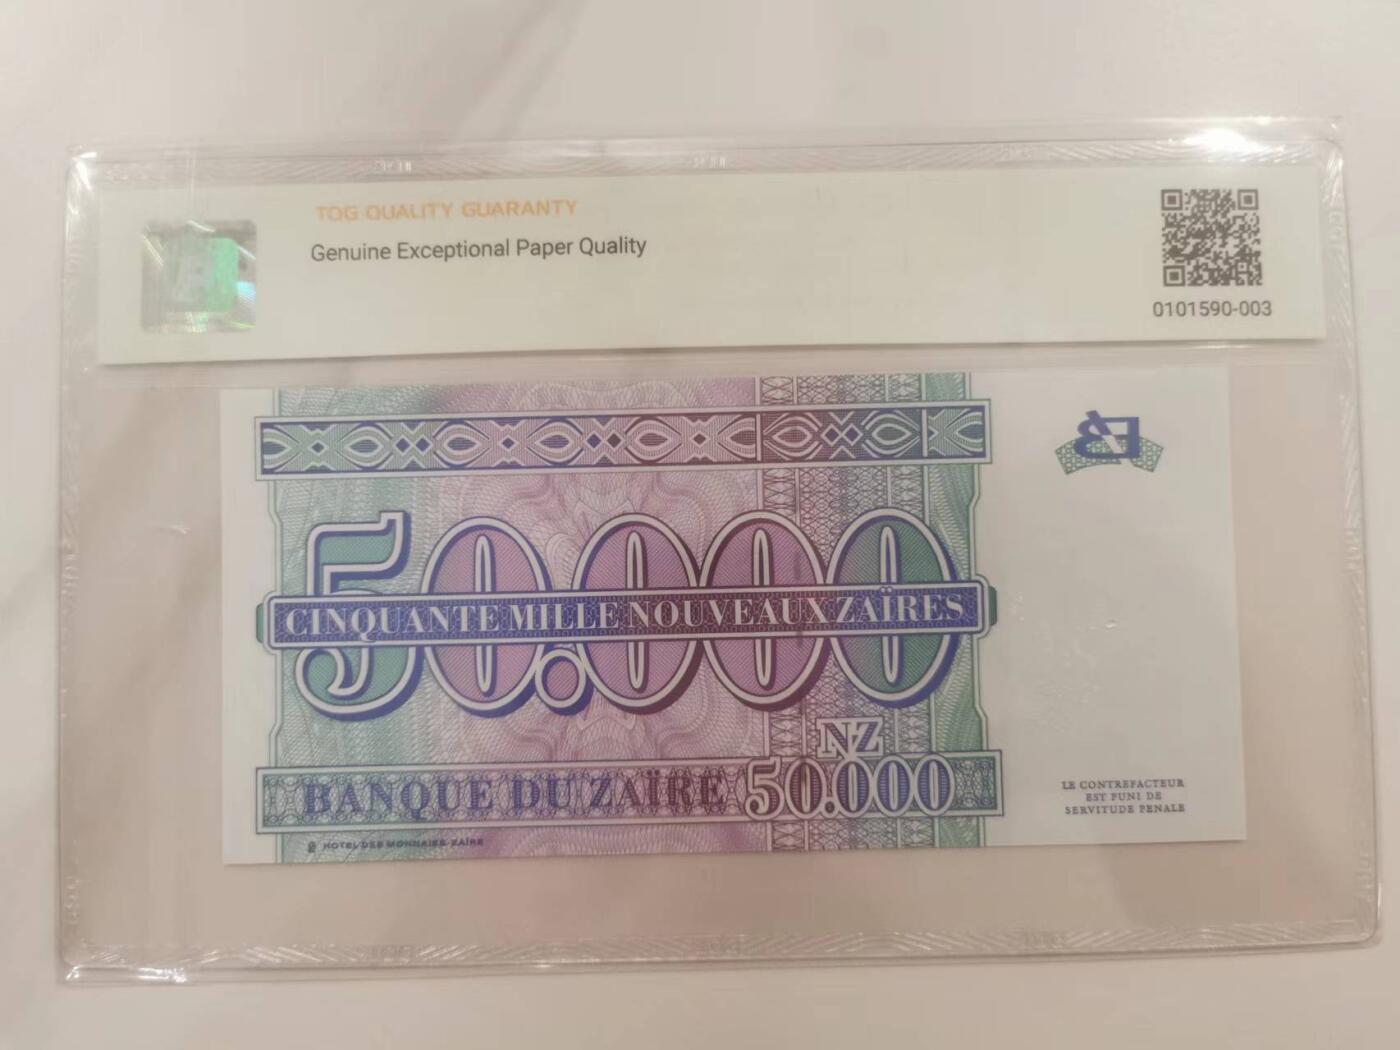 TQG QUALITY GUARANTY
Genuine Exceptional Paper Quality
0101590-003
50.000
CINQUANTE MILLE NOUVEAUX ZAÏRES
NZ
BANQUE DU ZAÏRE 50.000
LE CONTREFACTEUR
EST PUNI DE
SERVITUDE PENALE
HOTEL DES MONNAIES-ZAÏRE